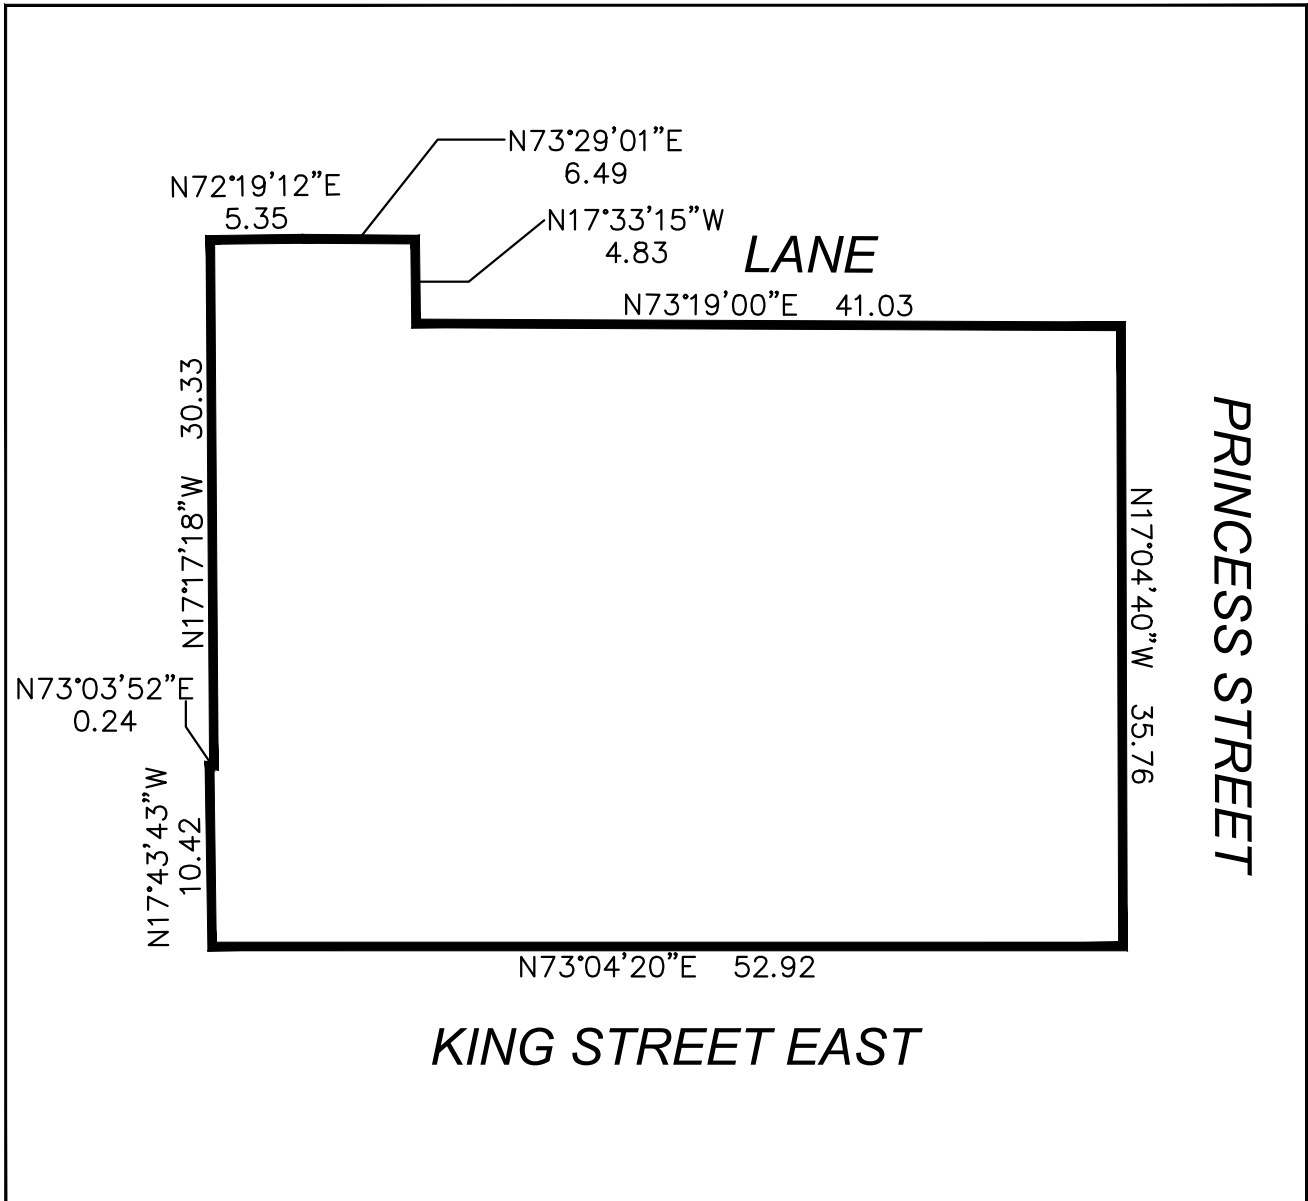 N73°29'01"E
6.49
N72°19'12"E
5.35
N17°33'15"W
4.83
LANE
N73°19'00"E 41.03
N17°17'18"W 30.33
PRINCESS STREET
N17°04'40"W 35.76
N73°03'52"E
0.24
N17°43'43"W
10.42
N73°04'20"E 52.92
KING STREET EAST